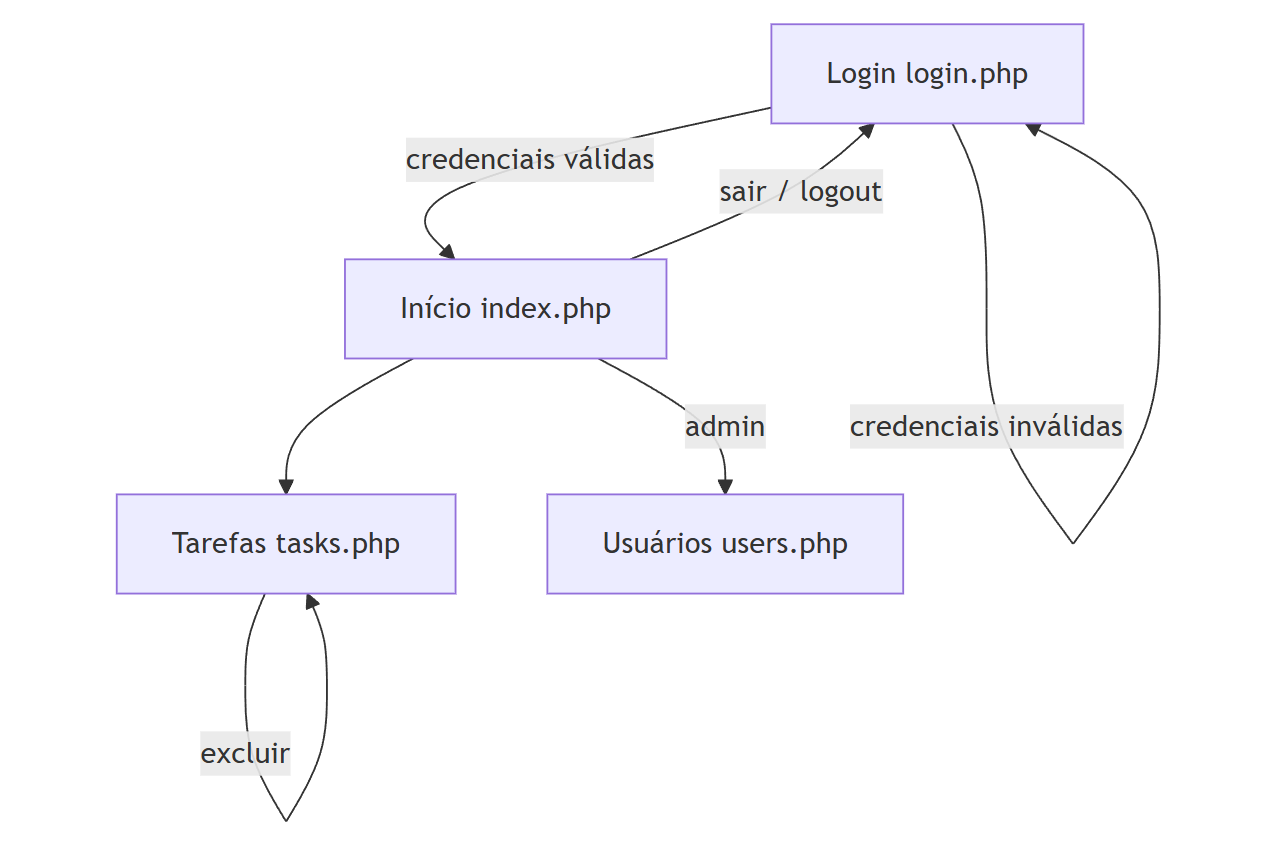 Login login.php
credenciais válidas
sair / logout
Início index.php
admin
credenciais inválidas
Tarefas tasks.php
Usuários users.php
excluir